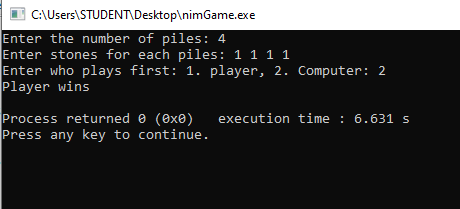 C:\Users\STUDENT\Desktop\nimGame.exe
Enter the number of piles: 4
Enter stones for each piles: 1 1 1 1
Enter who plays first: 1. player, 2. Computer: 2
Player wins
Process returned 0 (0x0)   execution time : 6.631 s
Press any key to continue.